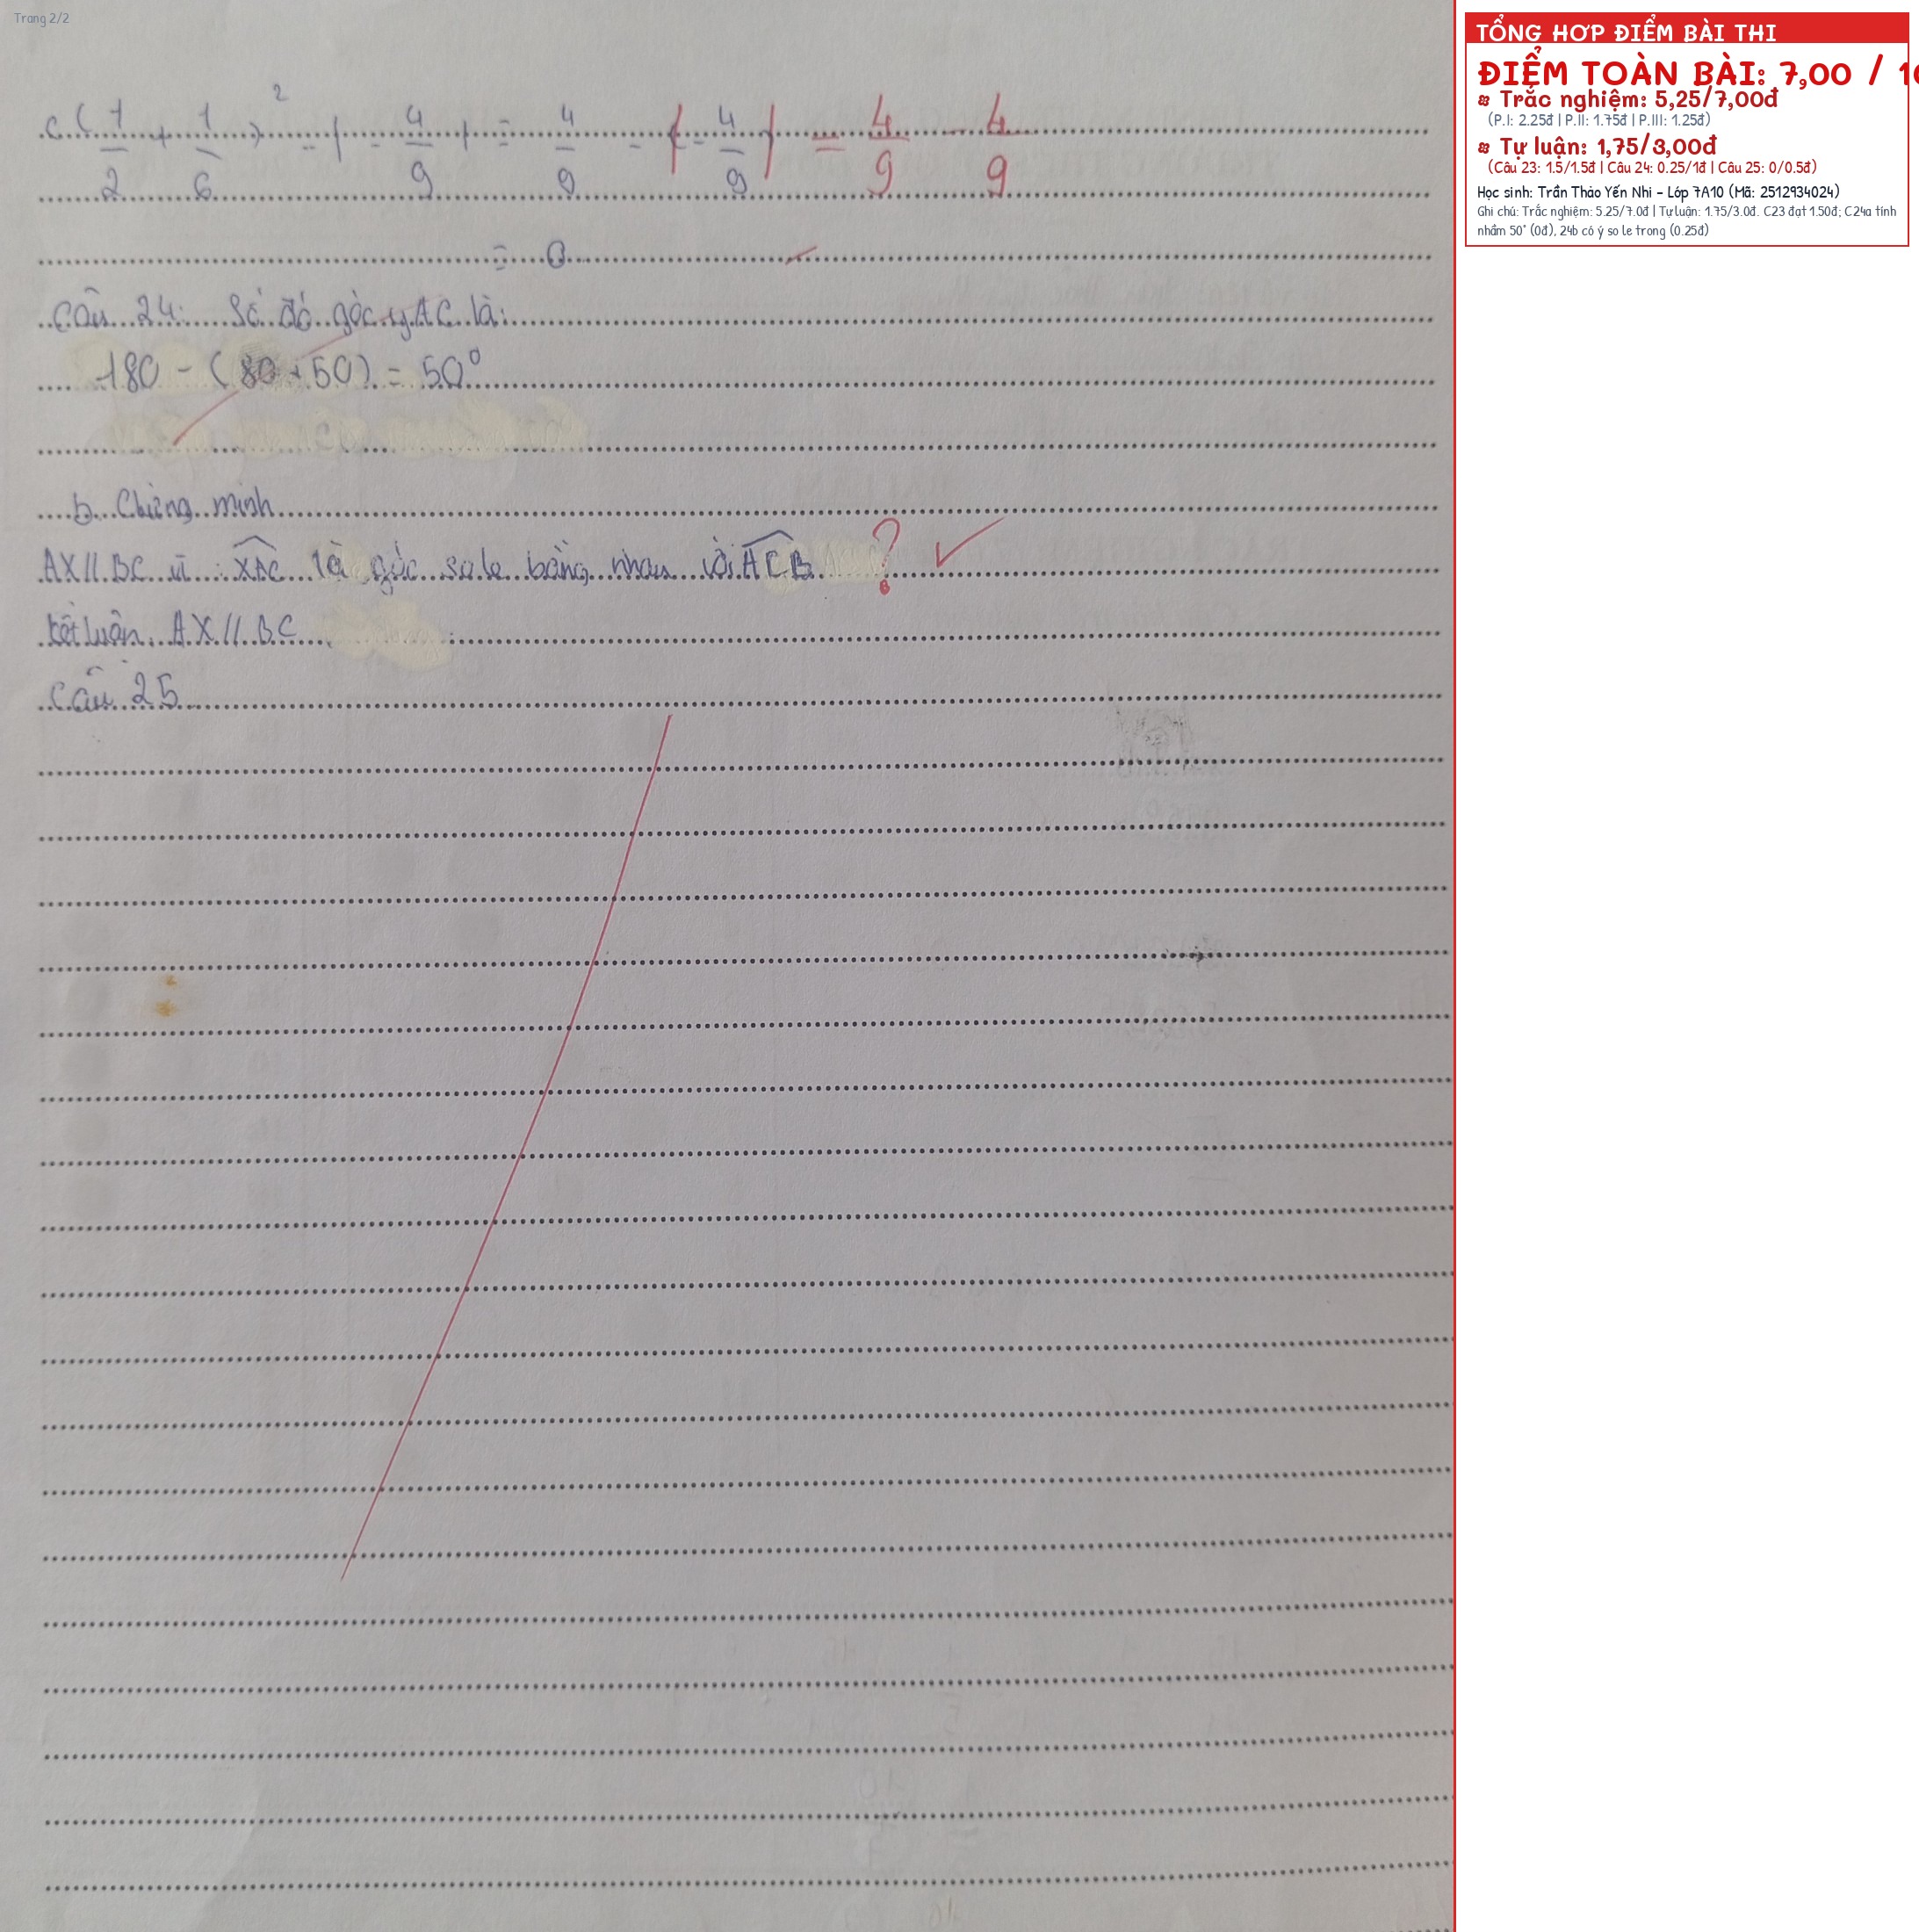 Trang 2/2
c. (1/2 + 1/6)² - | - 4/9 | = 4/9 - | - 4/9 | = 4/9 - 4/9
= 0
Câu 24: Số đó góc yAC là:
180 - (80 + 50) = 50°
b. Chứng minh
AX // BC vì : XAC là góc sole bằng nhau với ACB ?
kết luận AX // BC
Câu 25
TỔNG HỢP ĐIỂM BÀI THI
ĐIỂM TOÀN BÀI: 7,00 / 10
Trắc nghiệm: 5,25/7,00đ
(P.I: 2.25đ | P.II: 1.75đ | P.III: 1.25đ)
Tự luận: 1,75/3,00đ
(Câu 23: 1.5/1.5đ | Câu 24: 0.25/1đ | Câu 25: 0/0.5đ)
Học sinh: Trần Thảo Yến Nhi - Lớp 7A10 (Mã: 2512934024)
Ghi chú: Trắc nghiệm: 5.25/7.0đ | Tự luận: 1.75/3.0đ. C23 đạt 1.50đ; C24a tính
nhầm 50° (0đ), 24b có ý so le trong (0.25đ)